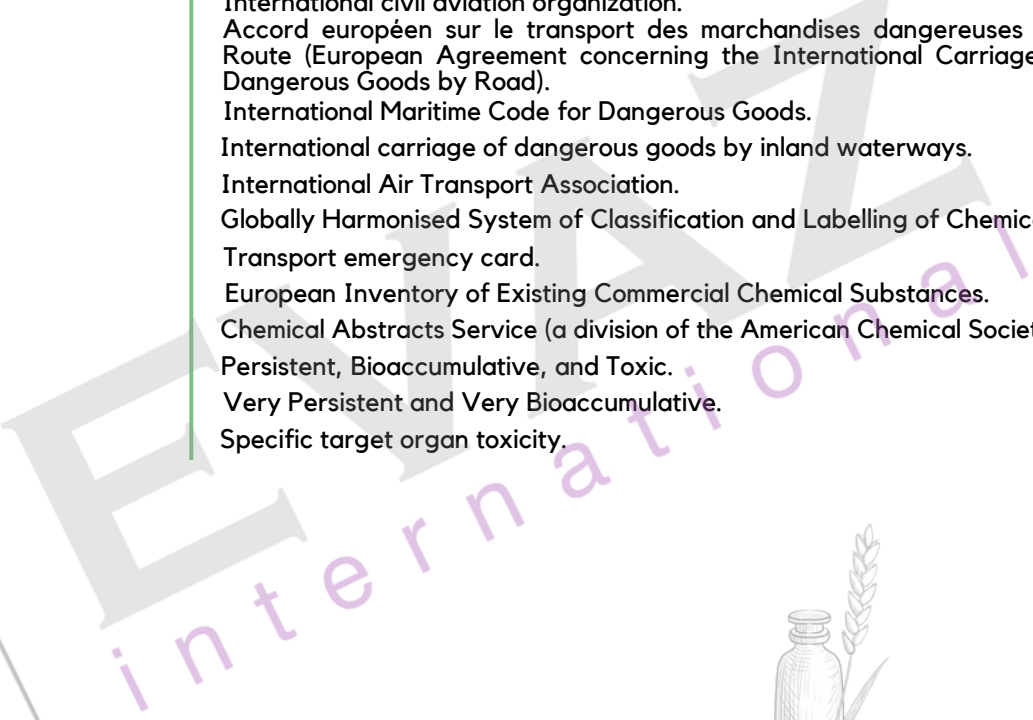 International civil aviation organization.
Accord européen sur le transport des marchandises dangereuses
Route (European Agreement concerning the International Carriage
Dangerous Goods by Road).
International Maritime Code for Dangerous Goods.
International carriage of dangerous goods by inland waterways.
International Air Transport Association.
Globally Harmonised System of Classification and Labelling of Chemic
Transport emergency card.
European Inventory of Existing Commercial Chemical Substances.
Chemical Abstracts Service (a division of the American Chemical Societ
Persistent, Bioaccumulative, and Toxic.
Very Persistent and Very Bioaccumulative.
Specific target organ toxicity.
EVAZ
international